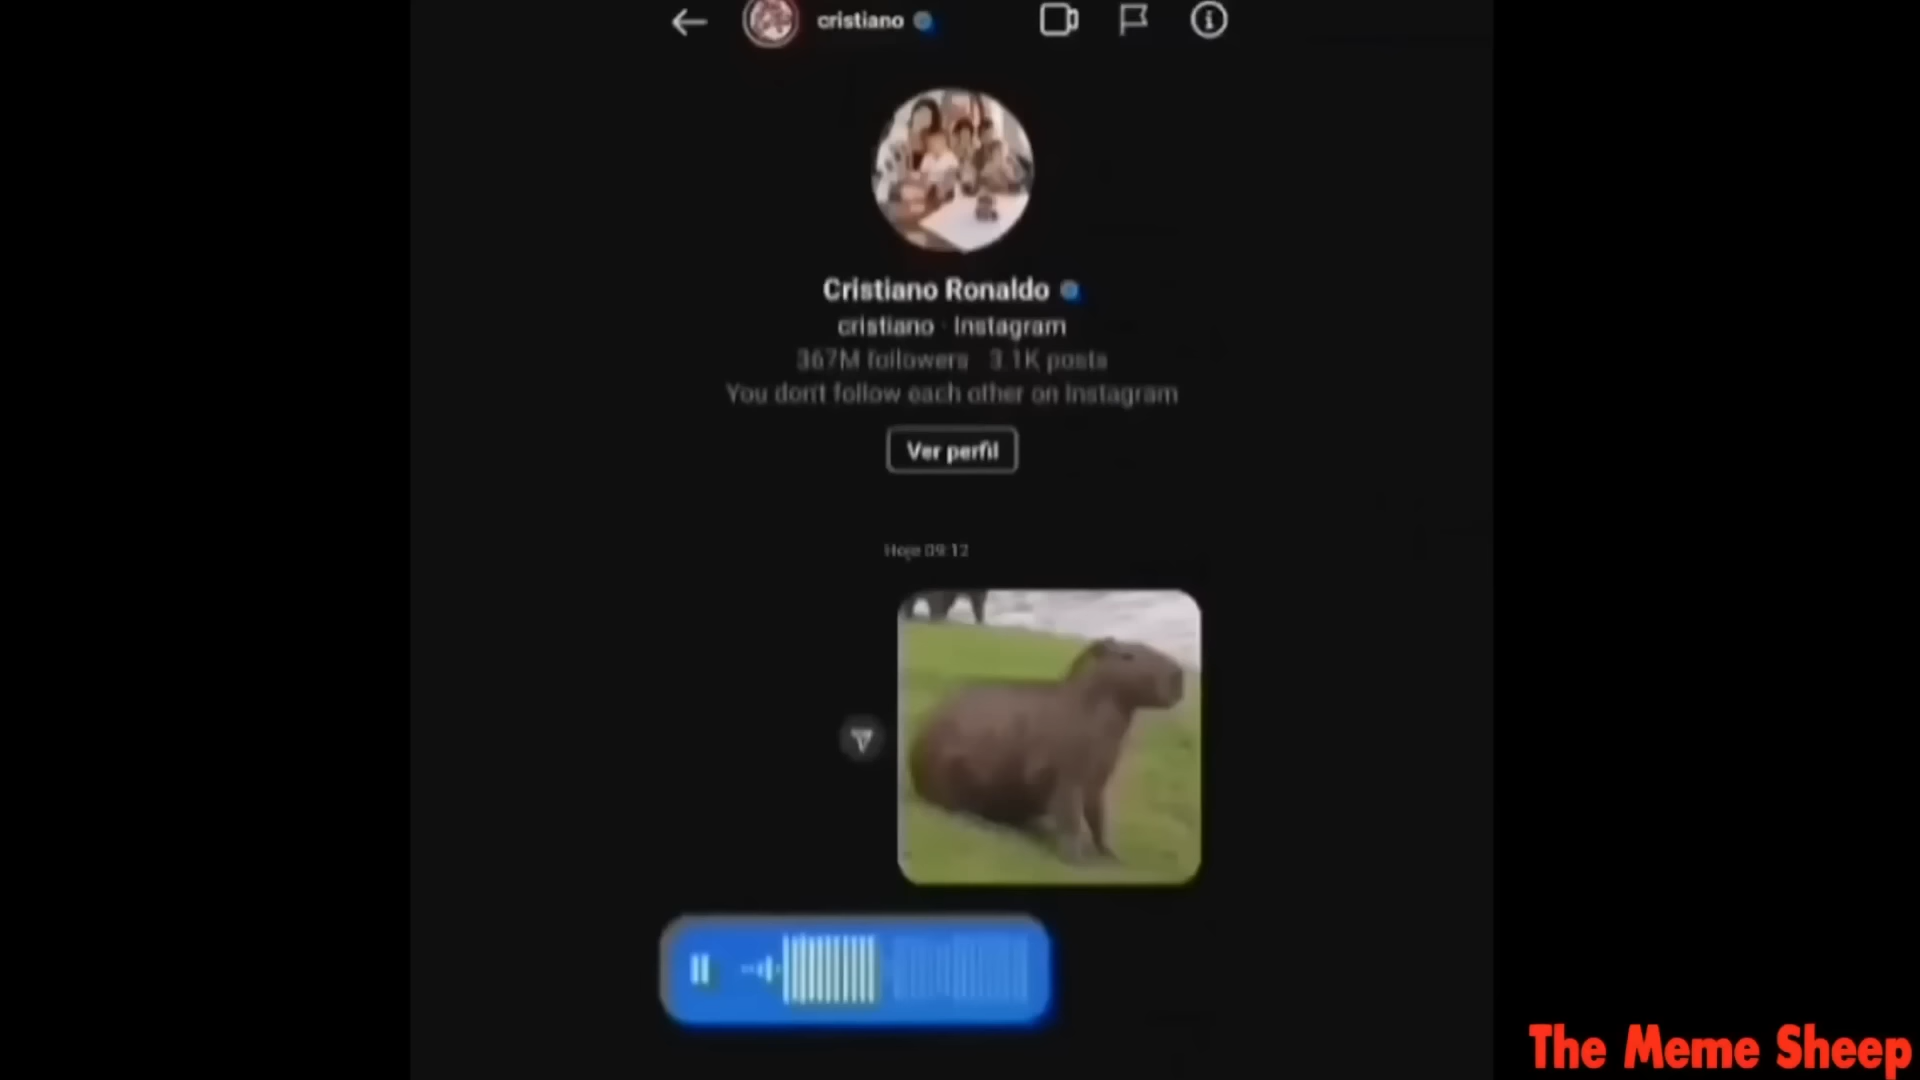 cristiano
Cristiano Ronaldo
cristiano · Instagram
367M followers 3.1K posts
You don't follow each other on Instagram
Ver perfil
Hoje 09:12
The Meme Sheep